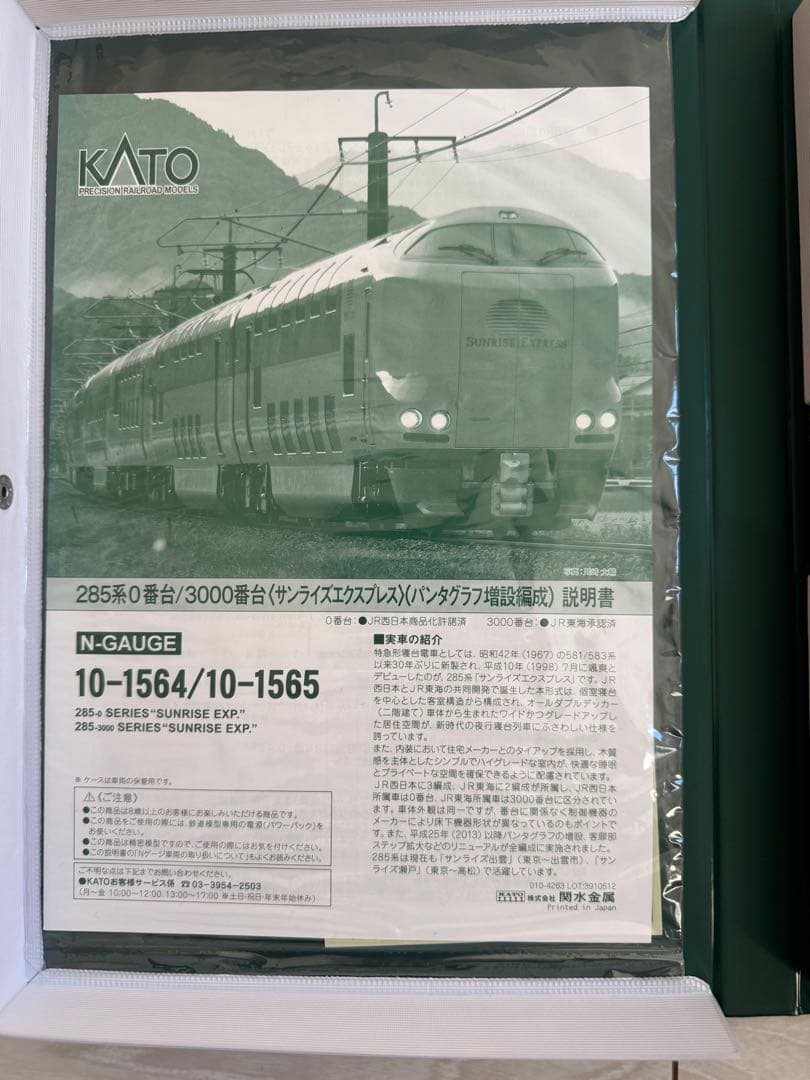 KATO
PRECISION RAILROAD MODELS
SUNRISE EXPRESS
写真：川崎 大輔
285系0番台/3000番台〈サンライズエクスプレス〉(パンタグラフ増設編成) 説明書
0番台：●JR西日本商品化許諾済 3000番台：●JR東海承認済
N-GAUGE
10-1564/10-1565
285-0 SERIES"SUNRISE EXP."
285-3000 SERIES"SUNRISE EXP."
※ ケースは車両の保管用です。
⚠〈ご注意〉
●この商品は8歳以上のお客様にお楽しみいただける商品です。
●この商品をご使用の際には、鉄道模型専用の電源（パワーパック）を
お使いください。
●この商品は精密模型ですので、ご使用の際にはお気を付けください。
●この説明書の「Nゲージ車両の取り扱いについて」もよくお読みください。
ご不明な点は下記までお問い合わせください。
●KATOお客様サービス係 ☎ 03-3954-2503
（月～金 10:00～12:00、13:00～17:00 ※土日・祝日・年末年始休み）
■実車の紹介
特急形寝台電車としては、昭和42年（1967）の581/583系
以来30年ぶりに新製され、平成10年（1998）7月に颯爽と
デビューしたのが、285系「サンライズエクスプレス」です。JR
西日本とJR東海の共同開発で誕生した本形式は、個室寝台
を中心とした客室構造から構成され、オールダブルデッカー
（二階建て）車体から生まれたワイドかつグレードアップした
居住空間が、新時代の夜行寝台列車にふさわしい仕様を
誇っています。
また、内装において住宅メーカーとのタイアップを採用し、木質
感を主体としたシンプルでハイグレードな室内が、快適な睡眠
とプライベートな空間を確保できるように配慮されています。
JR西日本に3編成、JR東海に2編成が所属し、JR西日本
所属車は0番台、JR東海所属車は3000番台に区分されてい
ます。車体外観は同一ですが、番台に関係なく制御機器の
メーカーにより床下機器形状が異なっているのもポイントで
す。また、平成25年（2013）以降パンタグラフの増設、客扉部
ステップ拡大などのリニューアルが全編成に実施されました。
285系は現在も「サンライズ出雲」（東京～出雲市）、「サン
ライズ瀬戸」（東京～高松）で活躍しています。
010-4263 LOT:3910512
KATO 株式会社 関水金属
Printed in Japan